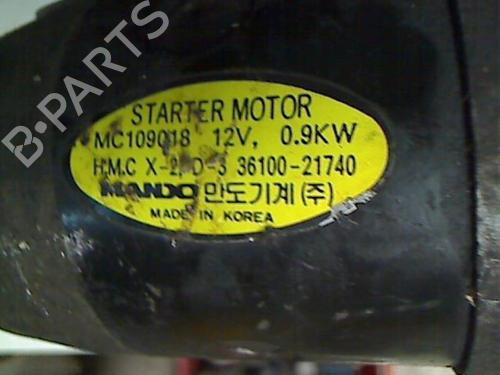 B-PARTS
STARTER MOTOR
MC109018 12V, 0.9KW
H.M.C X-2, D-3 36100-21740
MANDO 만도기계(주)
MADE IN KOREA